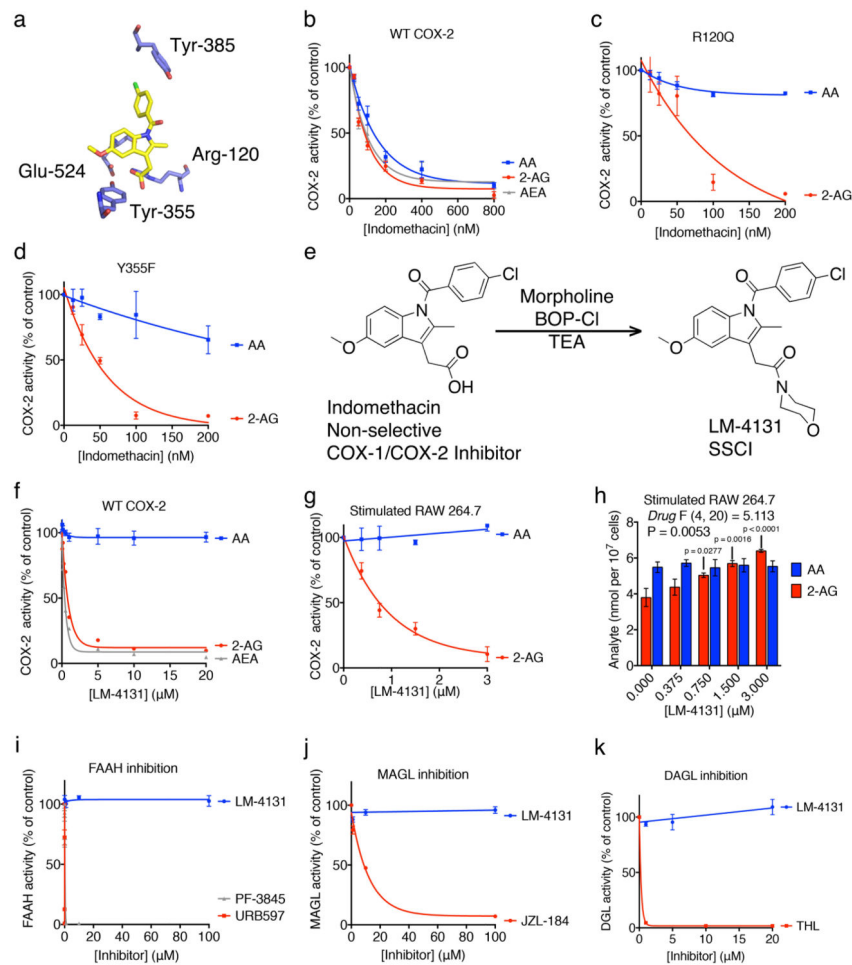 a
Tyr-385
Glu-524
Arg-120
Tyr-355
b
WT COX-2
COX-2 activity (% of control)
100
50
0
0 200 400 600 800
[Indomethacin] (nM)
AA
2-AG
AEA
c
R120Q
COX-2 activity (% of control)
100
50
0
0 50 100 150 200
[Indomethacin] (nM)
AA
2-AG
d
Y355F
COX-2 activity (% of control)
100
50
0
0 50 100 150 200
[Indomethacin] (nM)
AA
2-AG
e
O
Cl
N
O
O
OH
Indomethacin
Non-selective
COX-1/COX-2 Inhibitor
Morpholine
BOP-Cl
TEA
O
Cl
N
O
O
N
O
LM-4131
SSCI
f
WT COX-2
COX-2 activity (% of control)
100
50
0
0 5 10 15 20
[LM-4131] (μM)
AA
2-AG
AEA
g
Stimulated RAW 264.7
COX-2 activity (% of control)
100
50
0
0 1 2 3
[LM-4131] (μM)
AA
2-AG
h
Stimulated RAW 264.7
Drug F (4, 20) = 5.113
P = 0.0053
p = 0.0277
p = 0.0016
p < 0.0001
Analyte (nmol per 10⁷ cells)
8
6
4
2
0
0.000 0.375 0.750 1.500 3.000
[LM-4131] (μM)
AA
2-AG
i
FAAH inhibition
FAAH activity (% of control)
100
50
0
0 20 40 60 80 100
[Inhibitor] (μM)
LM-4131
PF-3845
URB597
j
MAGL inhibition
MAGL activity (% of control)
100
50
0
0 20 40 60 80 100
[Inhibitor] (μM)
LM-4131
JZL-184
k
DAGL inhibition
DGL activity (% of control)
100
50
0
0 5 10 15 20
[Inhibitor] (μM)
LM-4131
THL